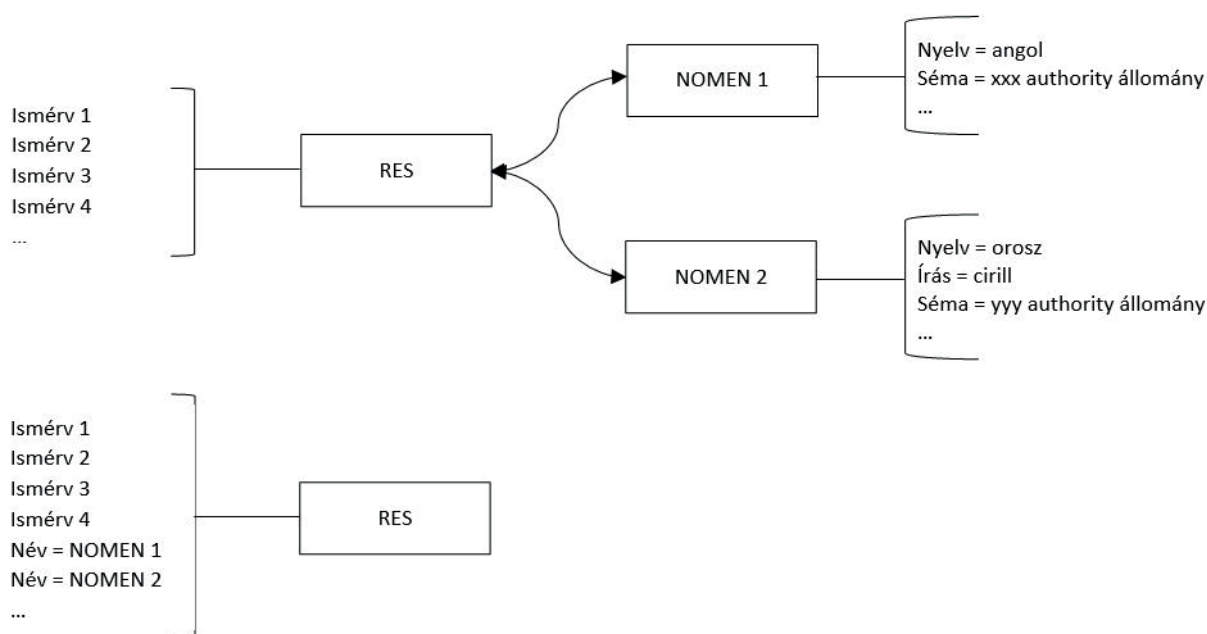 Ismérv 1
Ismérv 2
Ismérv 3
Ismérv 4
...
RES
NOMEN 1
Nyelv = angol
Séma = xxx authority állomány
...
NOMEN 2
Nyelv = orosz
Írás = cirill
Séma = yyy authority állomány
...
Ismérv 1
Ismérv 2
Ismérv 3
Ismérv 4
Név = NOMEN 1
Név = NOMEN 2
...
RES